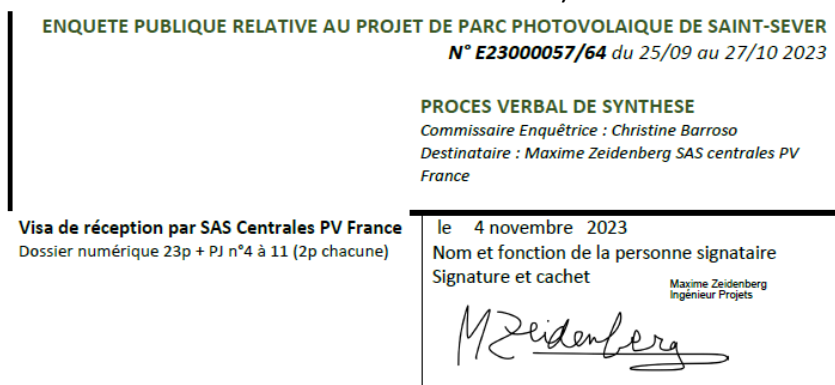 ENQUETE PUBLIQUE RELATIVE AU PROJET DE PARC PHOTOVOLAIQUE DE SAINT-SEVER
N° E23000057/64 du 25/09 au 27/10 2023
PROCES VERBAL DE SYNTHESE
Commissaire Enquêtrice : Christine Barroso
Destinataire : Maxime Zeidenberg SAS centrales PV
France
Visa de réception par SAS Centrales PV France
Dossier numérique 23p + PJ n°4 à 11 (2p chacune)
le 4 novembre 2023
Nom et fonction de la personne signataire
Signature et cachet
Maxime Zeidenberg
Ingénieur Projets
MZeidenberg